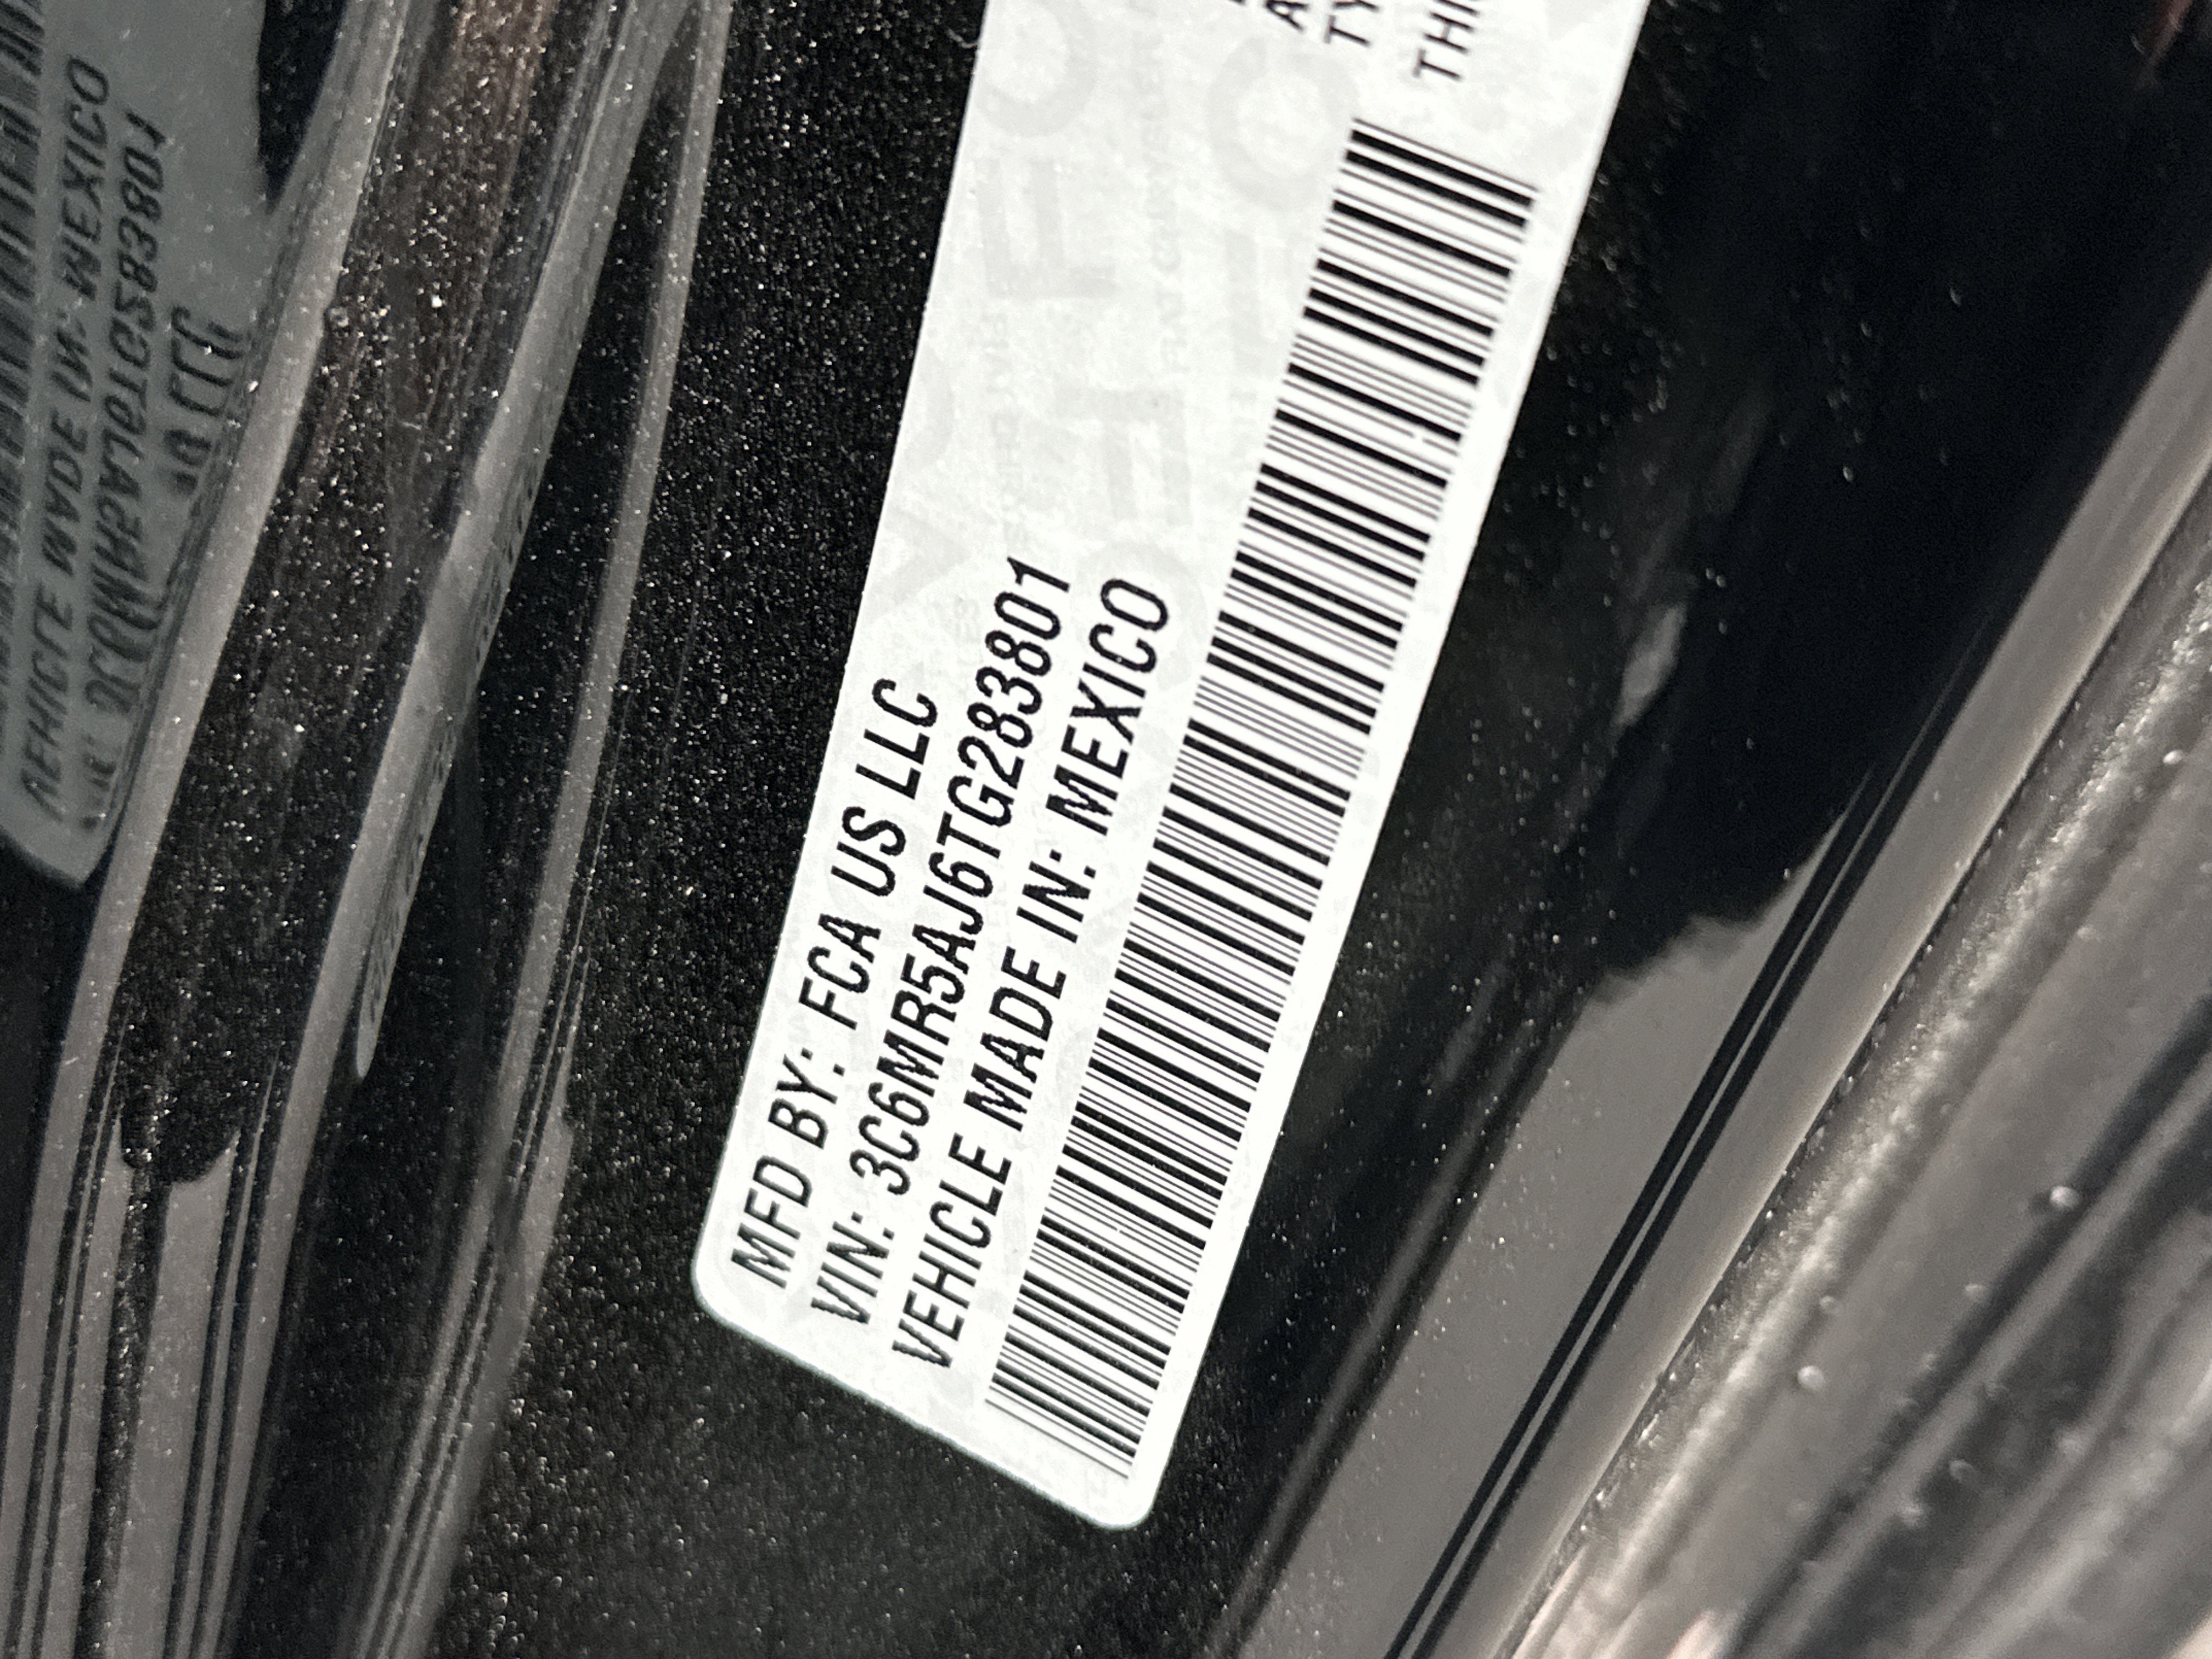 MFD BY: FCA US LLC
VIN: 3C6MR5AJ6TG283801
VEHICLE MADE IN: MEXICO